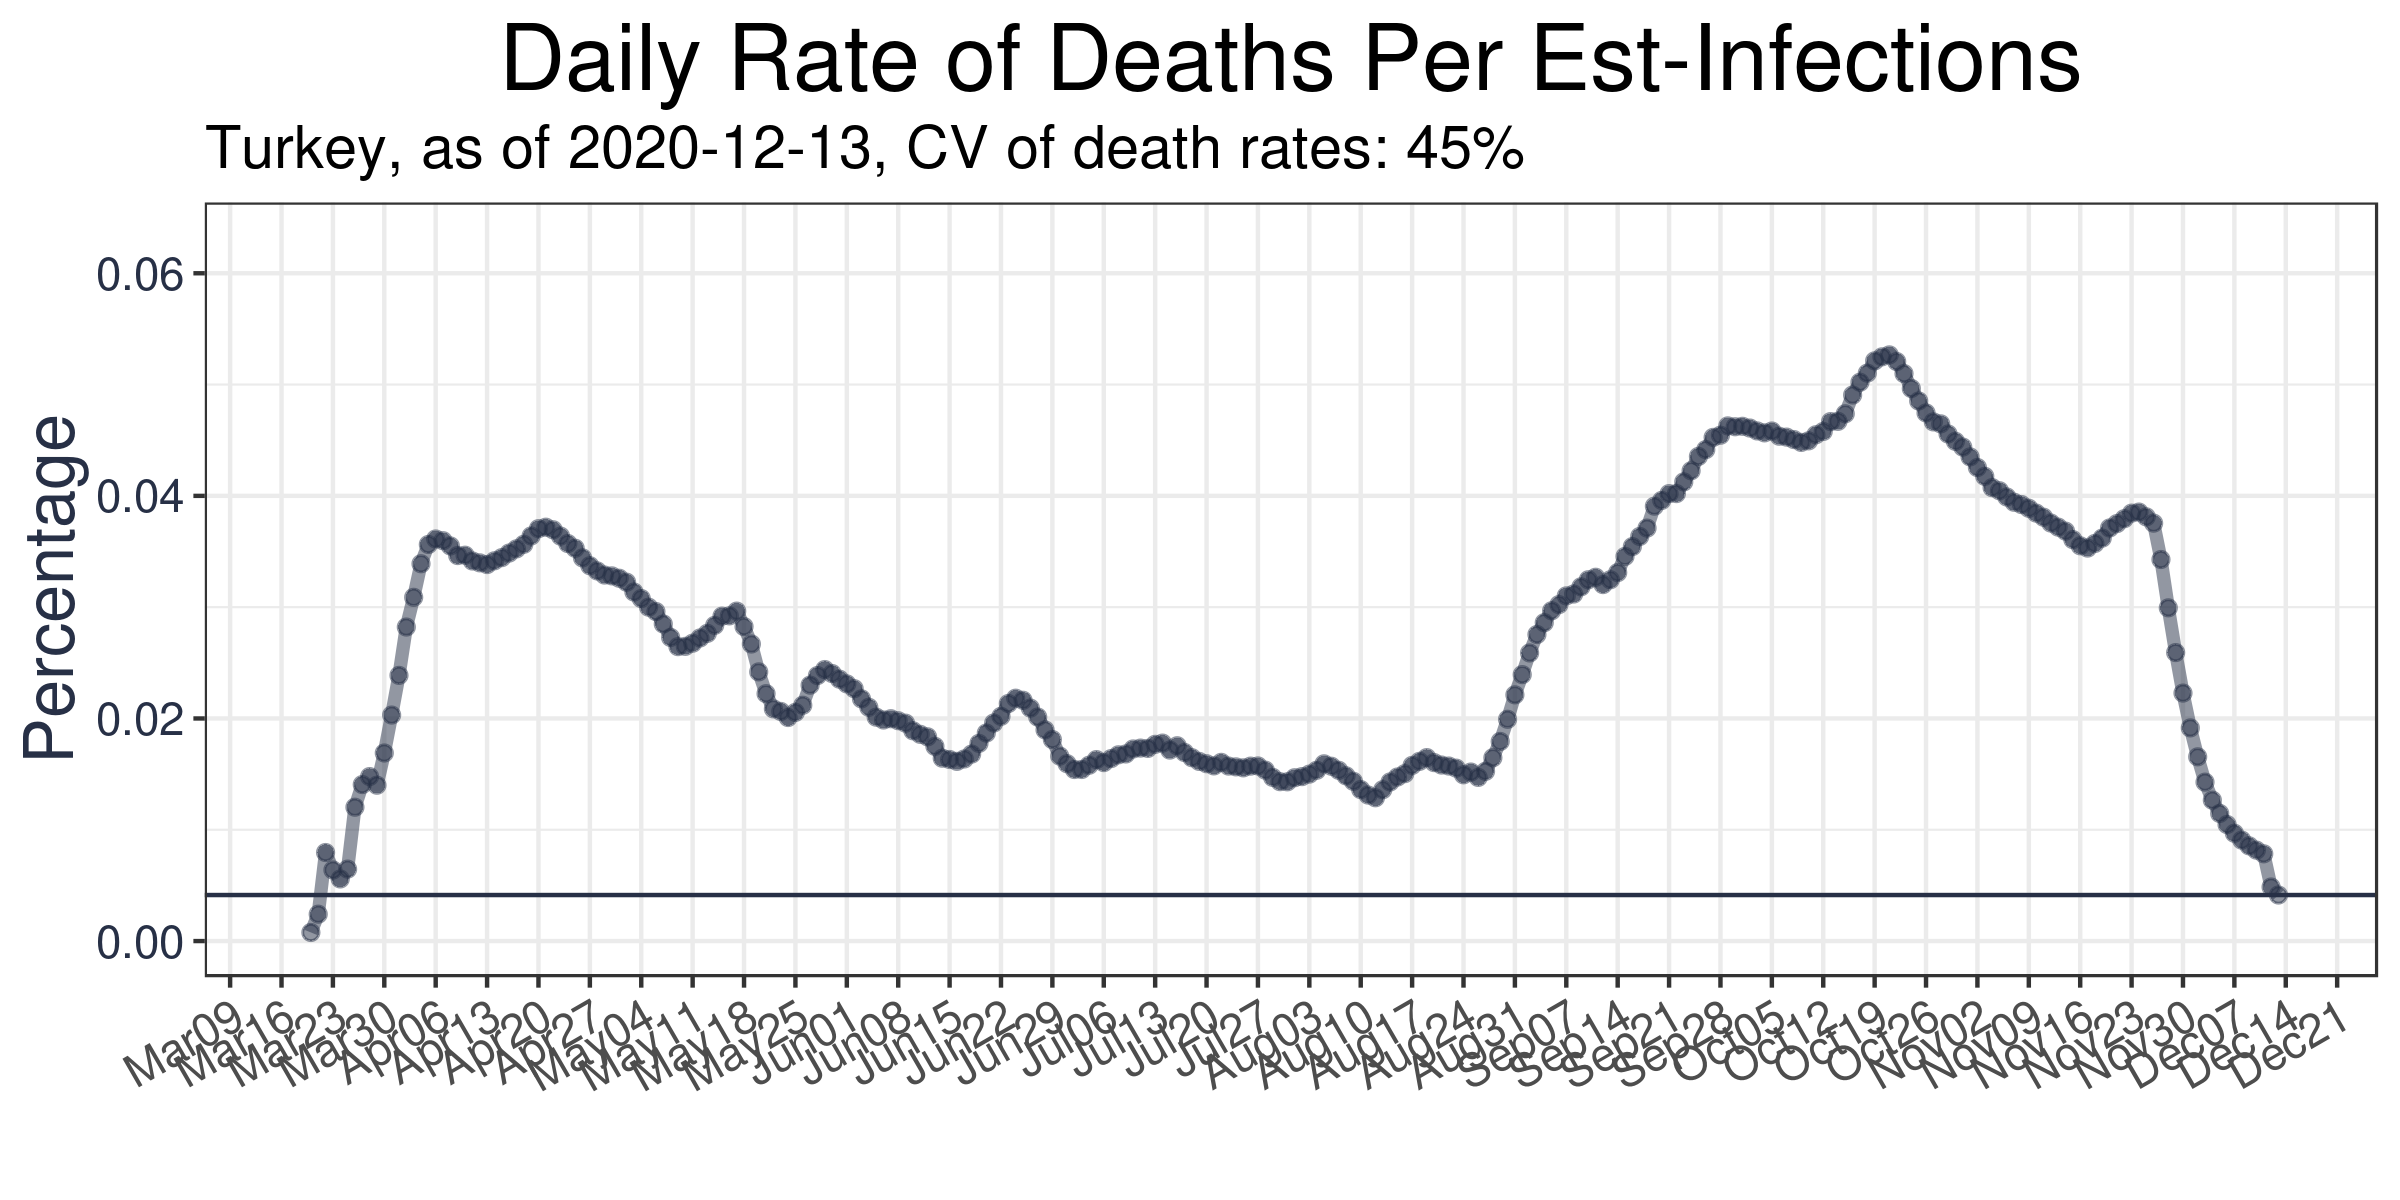 Daily Rate of Deaths Per Est-Infections
Turkey, as of 2020-12-13, CV of death rates: 45%
Percentage
0.06
0.04
0.02
0.00
Mar09
Mar16
Mar23
Mar30
Apr06
Apr13
Apr20
Apr27
May04
May11
May18
May25
Jun01
Jun08
Jun15
Jun22
Jun29
Jul06
Jul13
Jul20
Jul27
Aug03
Aug10
Aug17
Aug24
Aug31
Sep07
Sep14
Sep21
Sep28
Oct05
Oct12
Oct19
Oct26
Nov02
Nov09
Nov16
Nov23
Nov30
Dec07
Dec14
Dec21